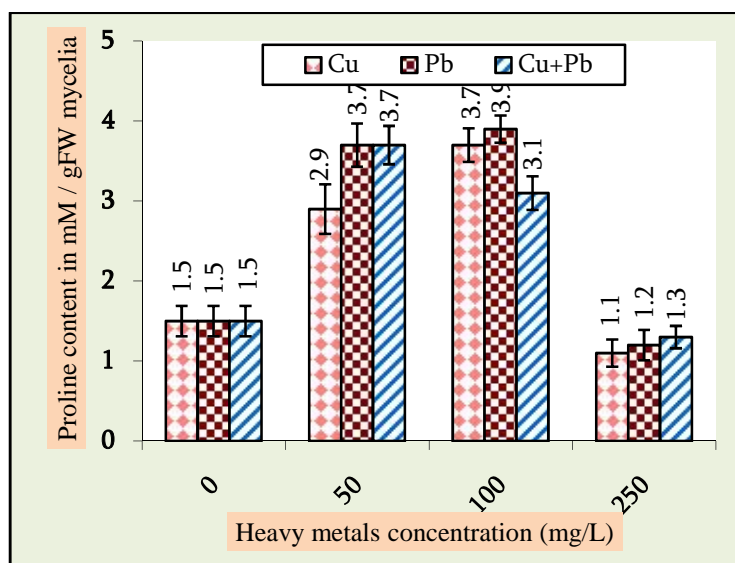 5
4
3
2
1
0
Proline content in mM / gFW mycelia
Cu Pb Cu+Pb
1.5 1.5 1.5
2.9 3.7 3.7
3.7 3.9 3.1
1.1 1.2 1.3
0 50 100 250
Heavy metals concentration (mg/L)